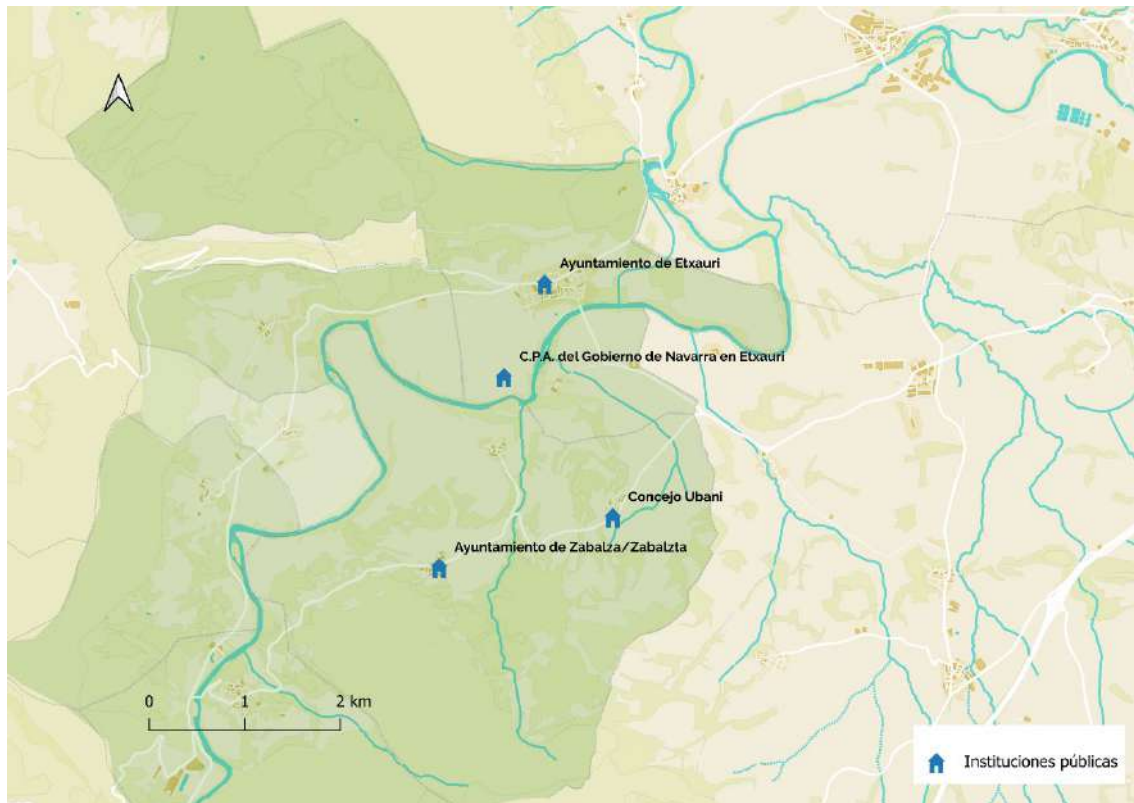 Ayuntamiento de Etxauri
C.P.A. del Gobierno de Navarra en Etxauri
Concejo Ubani
Ayuntamiento de Zabalza/Zabalzta
0 1 2 km
Instituciones públicas